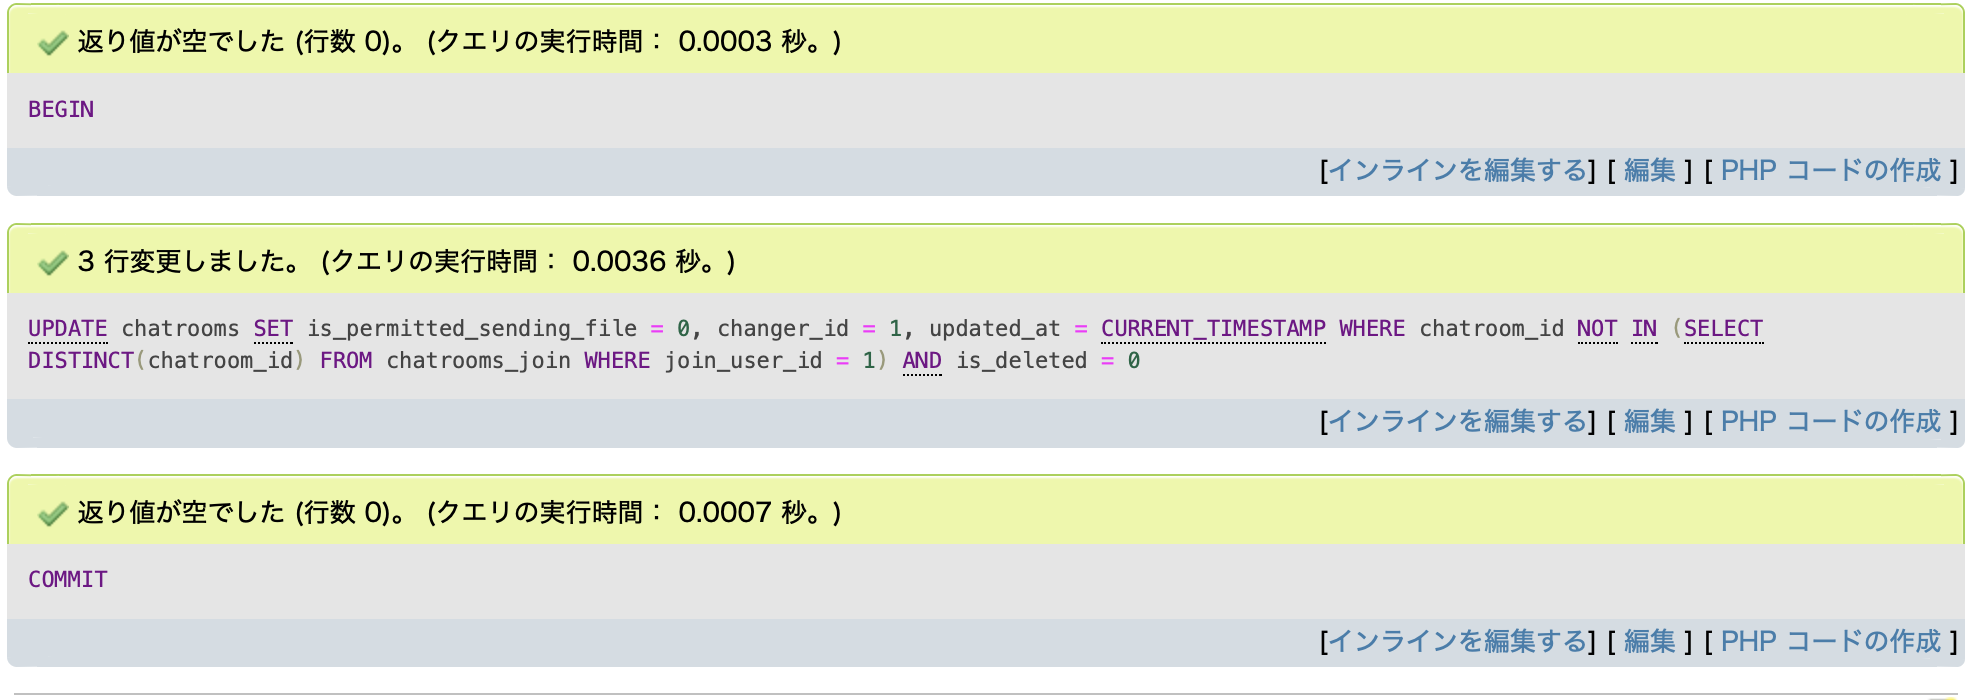 返り値が空でした (行数 0)。 (クエリの実行時間： 0.0003 秒。)
BEGIN
[インラインを編集する] [ 編集 ] [ PHP コードの作成 ]
3 行変更しました。 (クエリの実行時間： 0.0036 秒。)
UPDATE chatrooms SET is_permitted_sending_file = 0, changer_id = 1, updated_at = CURRENT_TIMESTAMP WHERE chatroom_id NOT IN (SELECT
DISTINCT(chatroom_id) FROM chatrooms_join WHERE join_user_id = 1) AND is_deleted = 0
[インラインを編集する] [ 編集 ] [ PHP コードの作成 ]
返り値が空でした (行数 0)。 (クエリの実行時間： 0.0007 秒。)
COMMIT
[インラインを編集する] [ 編集 ] [ PHP コードの作成 ]